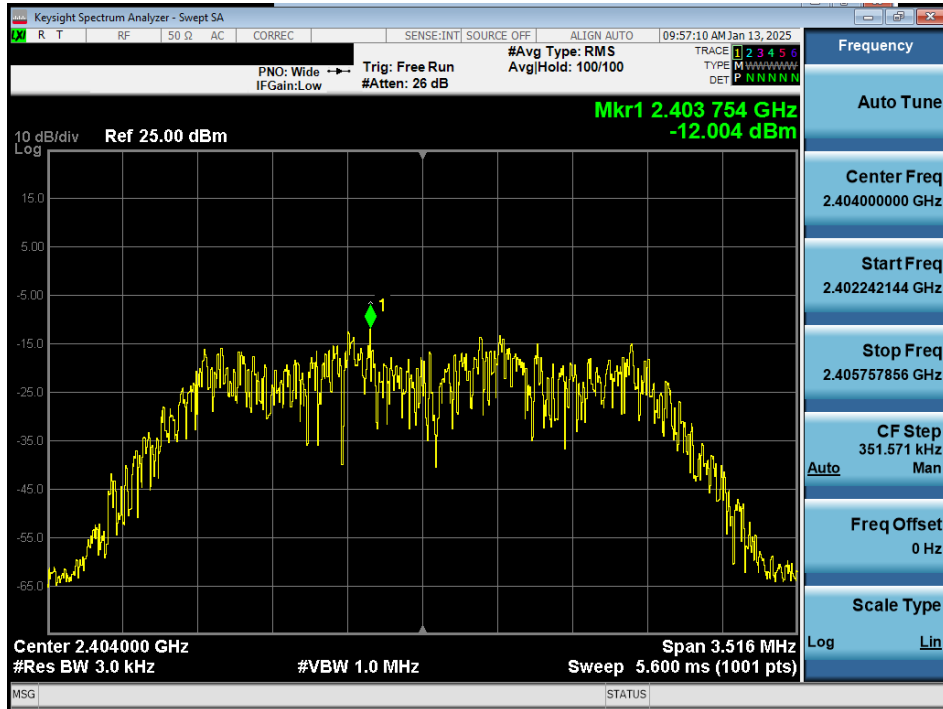 Keysight Spectrum Analyzer - Swept SA
LXI R T RF 50 Ω AC CORREC SENSE:INT SOURCE OFF ALIGN AUTO 09:57:10 AM Jan 13, 2025
PNO: Wide
IFGain:Low
Trig: Free Run
#Atten: 26 dB
#Avg Type: RMS
Avg|Hold: 100/100
TRACE 1 2 3 4 5 6
TYPE M W W W W W
DET P N N N N N
Mkr1 2.403 754 GHz
-12.004 dBm
10 dB/div Ref 25.00 dBm
Log
15.0
5.00
-5.00
-15.0
-25.0
-35.0
-45.0
-55.0
-65.0
1
Center 2.404000 GHz Span 3.516 MHz
#Res BW 3.0 kHz #VBW 1.0 MHz Sweep 5.600 ms (1001 pts)
MSG STATUS
Frequency
Auto Tune
Center Freq
2.404000000 GHz
Start Freq
2.402242144 GHz
Stop Freq
2.405757856 GHz
CF Step
351.571 kHz
Auto Man
Freq Offset
0 Hz
Scale Type
Log Lin